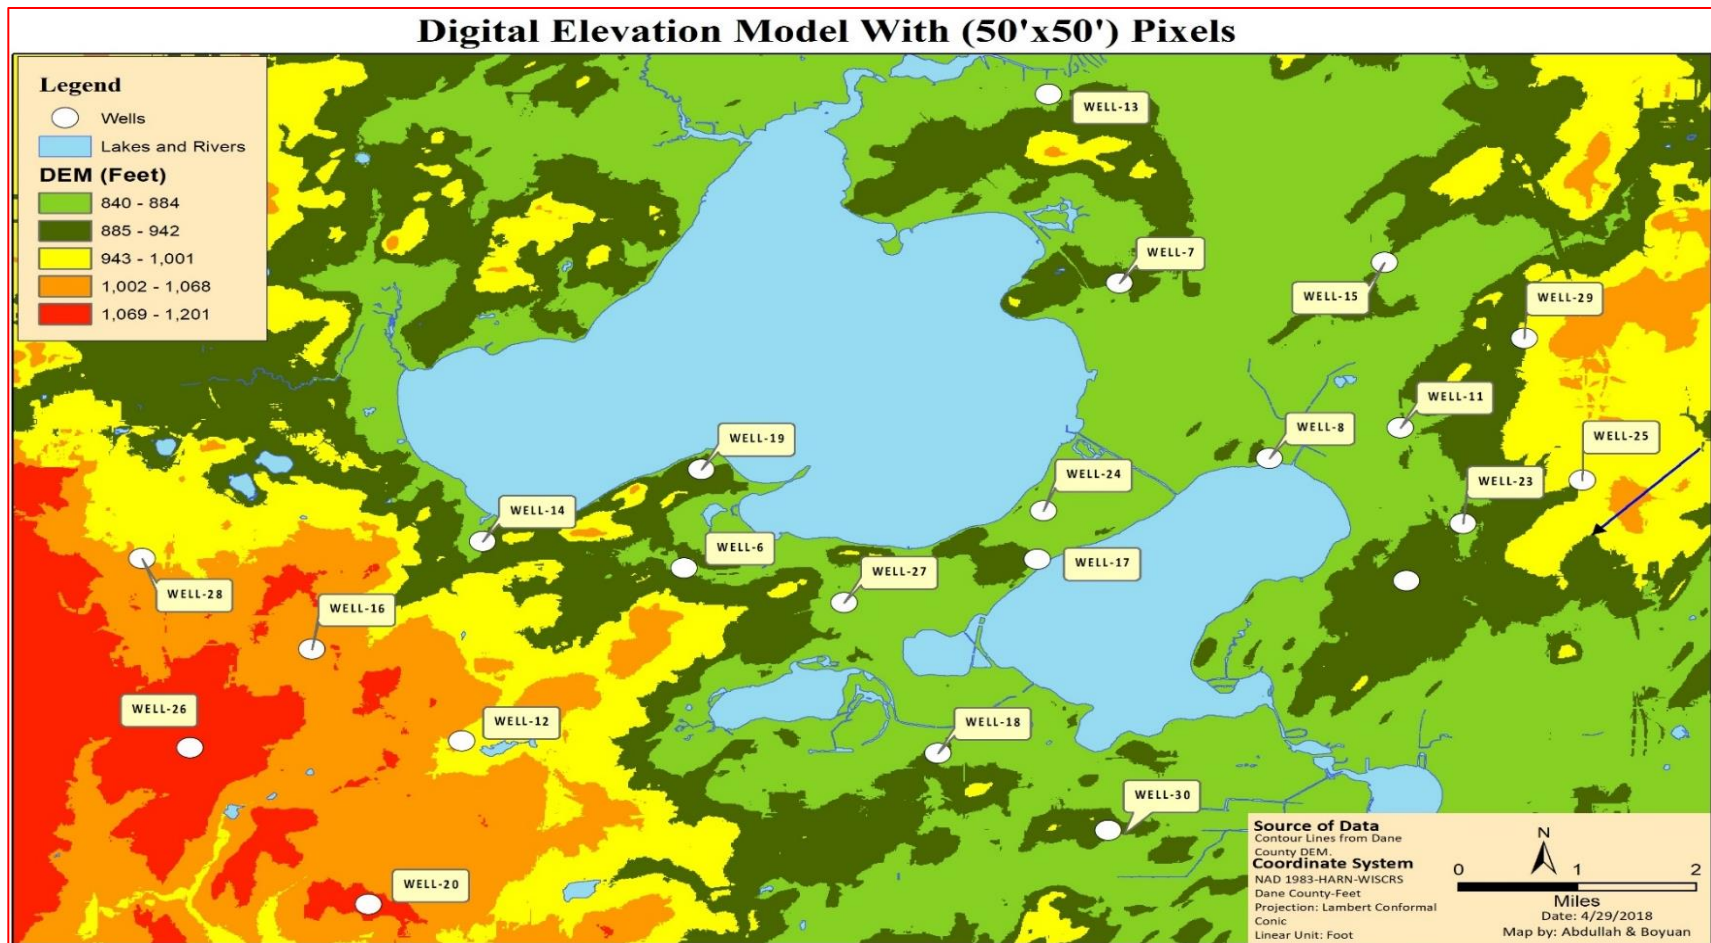 Digital Elevation Model With (50'x50') Pixels
Legend
Wells
Lakes and Rivers
DEM (Feet)
840 - 884
885 - 942
943 - 1,001
1,002 - 1,068
1,069 - 1,201
WELL-13
WELL-7
WELL-15
WELL-29
WELL-11
WELL-8
WELL-25
WELL-19
WELL-24
WELL-23
WELL-14
WELL-6
WELL-17
WELL-27
WELL-28
WELL-16
WELL-26
WELL-12
WELL-18
WELL-30
WELL-20
Source of Data
Contour Lines from Dane
County DEM.
Coordinate System
NAD 1983-HARN-WISCRS
Dane County-Feet
Projection: Lambert Conformal
Conic
Linear Unit: Foot
N
0 1 2
Miles
Date: 4/29/2018
Map by: Abdullah & Boyuan